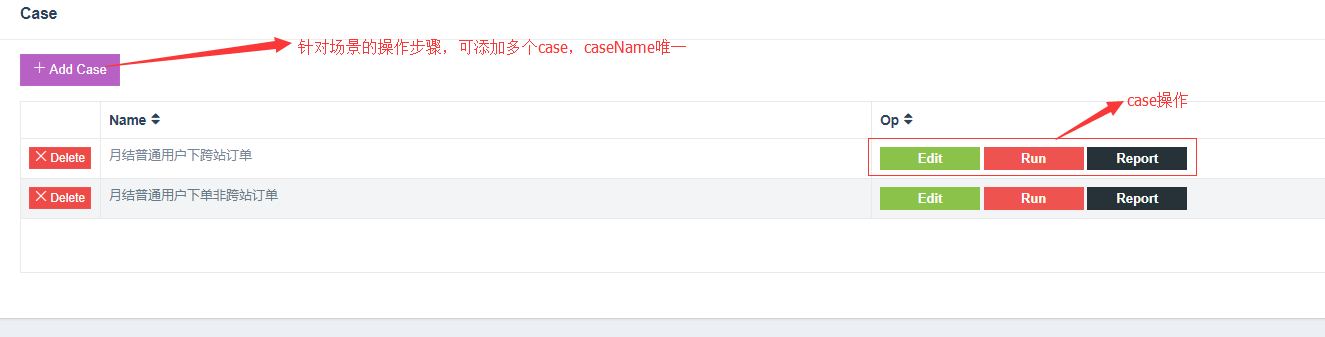 Case
针对场景的操作步骤，可添加多个case，caseName唯一
Add Case
case操作
Name Op
Delete 月结普通用户下跨站订单 Edit Run Report
Delete 月结普通用户下单非跨站订单 Edit Run Report